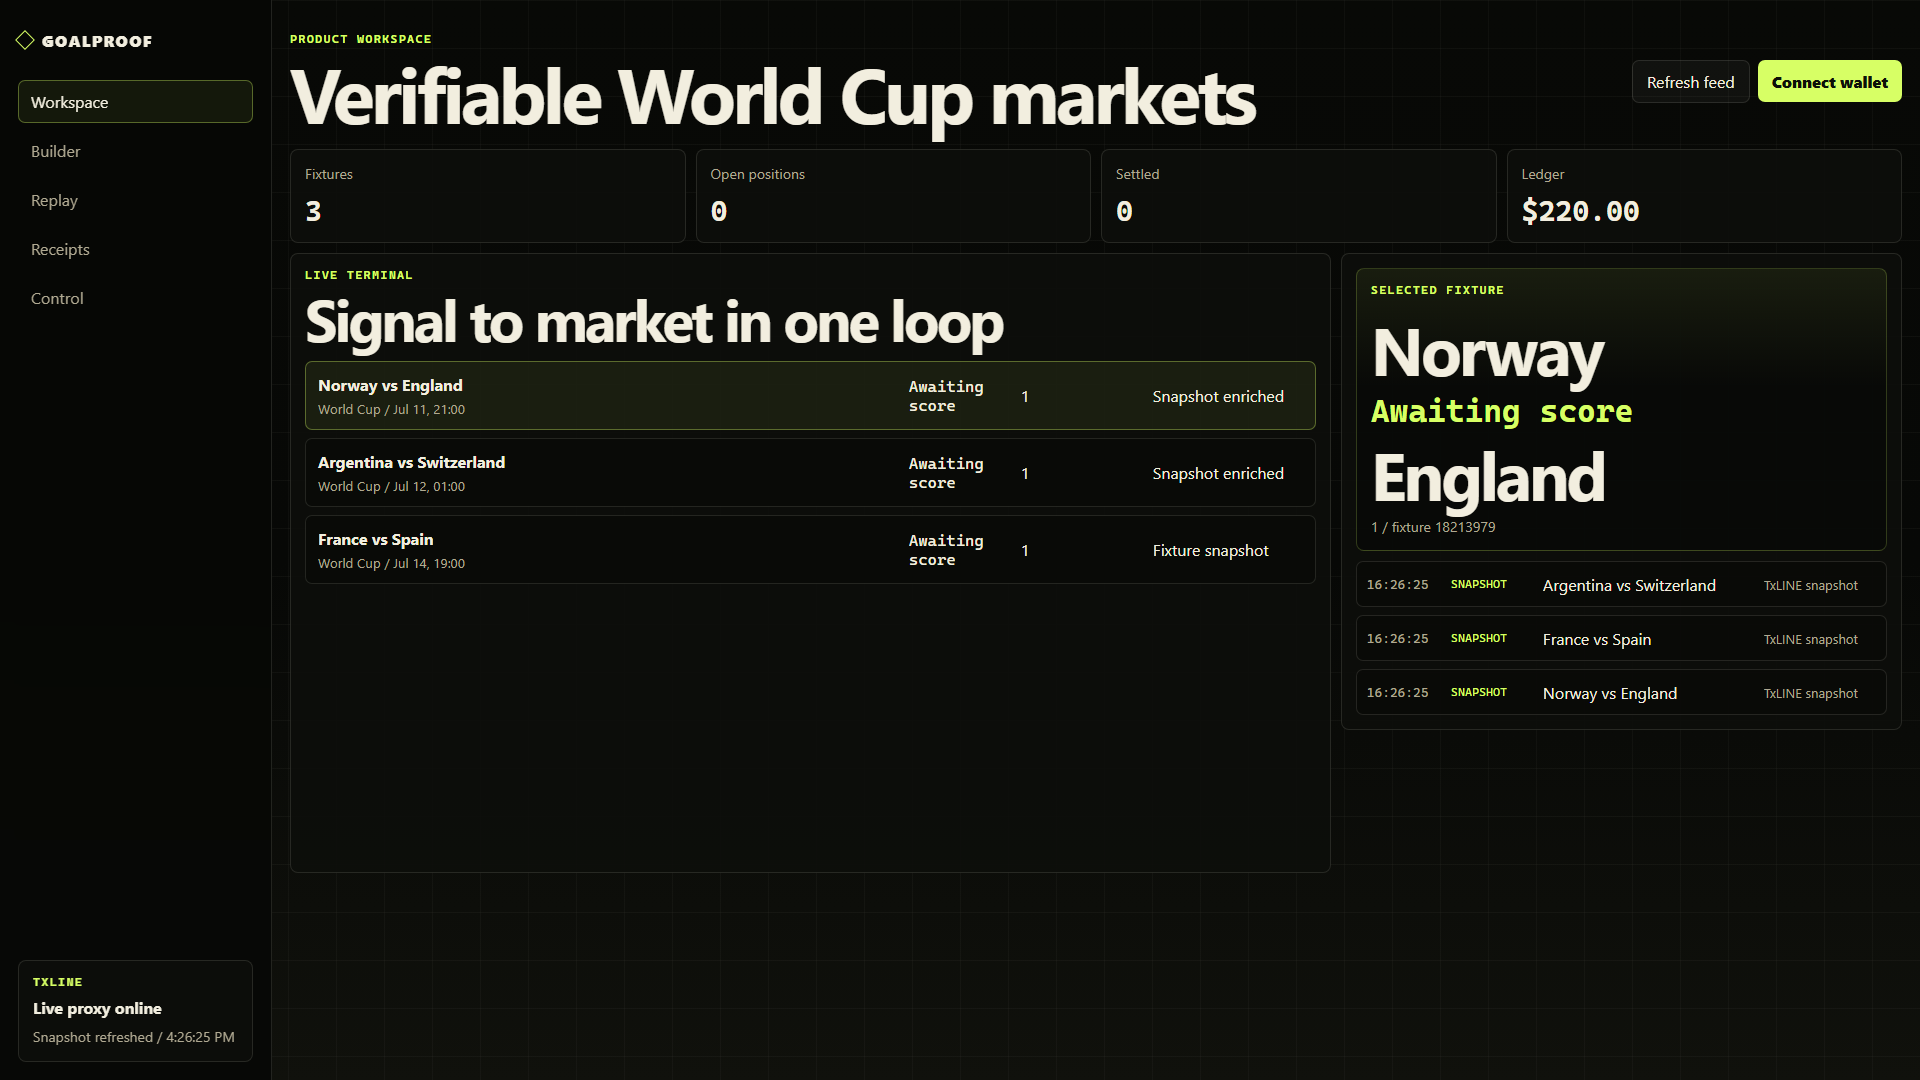 GOALPROOF
Workspace
Builder
Replay
Receipts
Control
TXLINE
Live proxy online
Snapshot refreshed / 4:26:25 PM
PRODUCT WORKSPACE
Verifiable World Cup markets
Refresh feed
Connect wallet
Fixtures
3
Open positions
0
Settled
0
Ledger
$220.00
LIVE TERMINAL
Signal to market in one loop
Norway vs England
World Cup / Jul 11, 21:00
Awaiting
score
1
Snapshot enriched
Argentina vs Switzerland
World Cup / Jul 12, 01:00
Awaiting
score
1
Snapshot enriched
France vs Spain
World Cup / Jul 14, 19:00
Awaiting
score
1
Fixture snapshot
SELECTED FIXTURE
Norway
Awaiting score
England
1 / fixture 18213979
16:26:25 SNAPSHOT Argentina vs Switzerland TxLINE snapshot
16:26:25 SNAPSHOT France vs Spain TxLINE snapshot
16:26:25 SNAPSHOT Norway vs England TxLINE snapshot